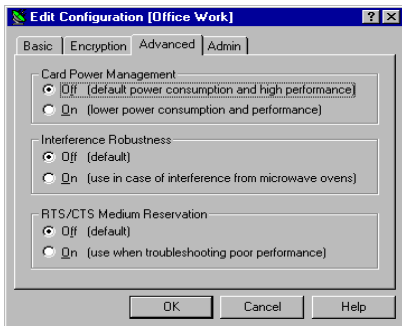 Edit Configuration [Office Work]
Basic Encryption Advanced Admin
Card Power Management
Off (default power consumption and high performance)
On (lower power consumption and performance)
Interference Robustness
Off (default)
On (use in case of interference from microwave ovens)
RTS/CTS Medium Reservation
Off (default)
On (use when troubleshooting poor performance)
OK Cancel Help